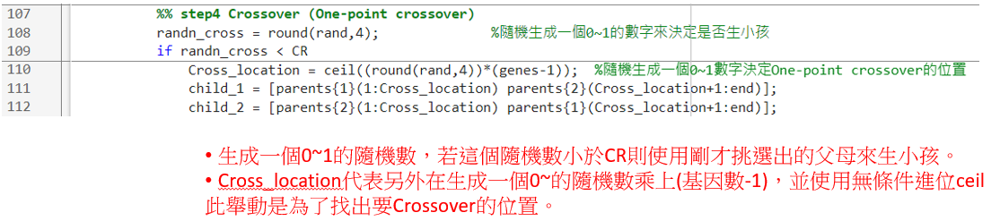 107 %% step4 Crossover (One-point crossover)
108 randn_cross = round(rand,4); %隨機生成一個0~1的數字來決定是否生小孩
109 if randn_cross < CR
110 Cross_location = ceil((round(rand,4))*(genes-1)); %隨機生成一個0~1數字決定One-point crossover的位置
111 child_1 = [parents{1}(1:Cross_location) parents{2}(Cross_location+1:end)];
112 child_2 = [parents{2}(1:Cross_location) parents{1}(Cross_location+1:end)];
• 生成一個0~1的隨機數，若這個隨機數小於CR則使用剛才挑選出的父母來生小孩。
• Cross_location代表另外在生成一個0~的隨機數乘上(基因數-1)，並使用無條件進位ceil
此舉動是為了找出要Crossover的位置。